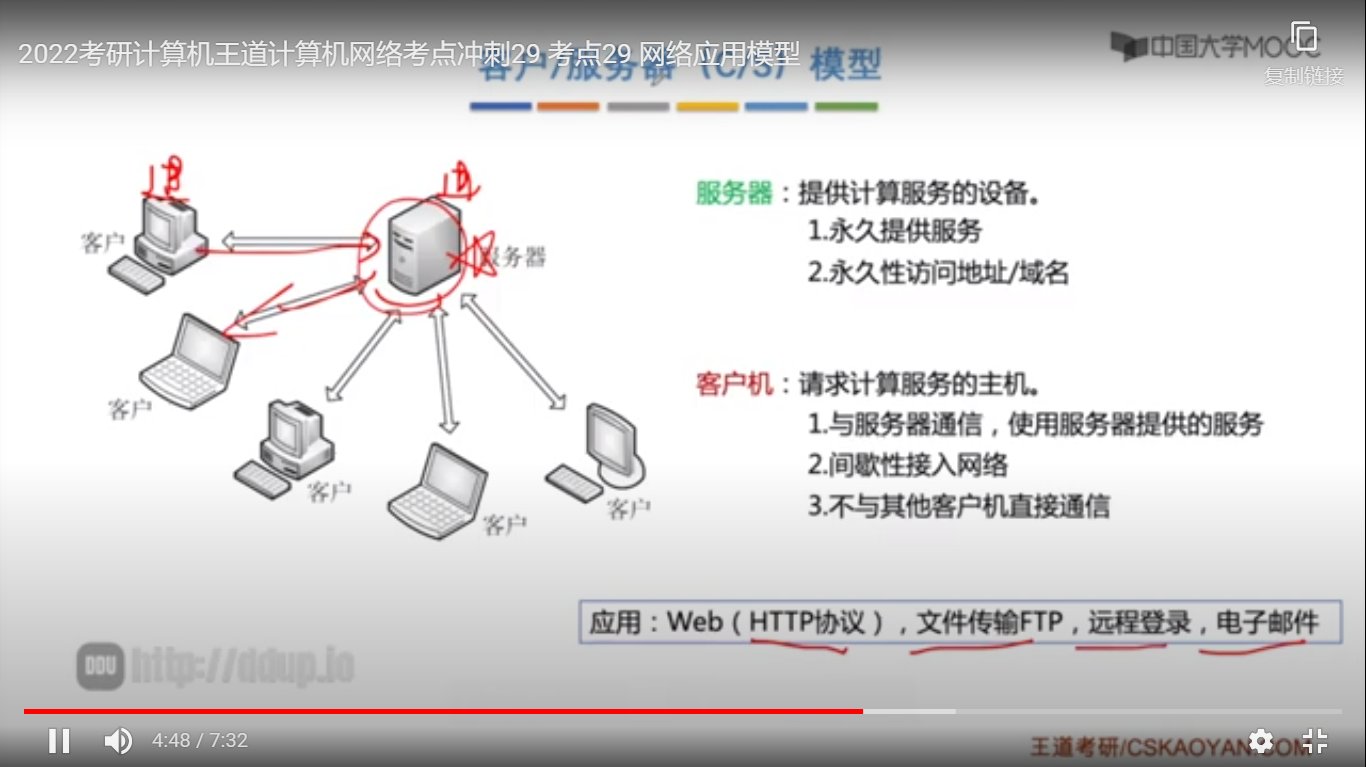 2022考研计算机王道计算机网络考点冲刺29 考点29 网络应用模型
客户/服务器（C/S）模型
中国大学MOOC
复制链接
客户
服务器
客户
客户
客户
客户
服务器：提供计算服务的设备。
1.永久提供服务
2.永久性访问地址/域名
客户机：请求计算服务的主机。
1.与服务器通信，使用服务器提供的服务
2.间歇性接入网络
3.不与其他客户机直接通信
应用：Web（HTTP协议），文件传输FTP，远程登录，电子邮件
DDU http://ddup.io
4:48 / 7:32
王道考研/CSKAOYAN.COM